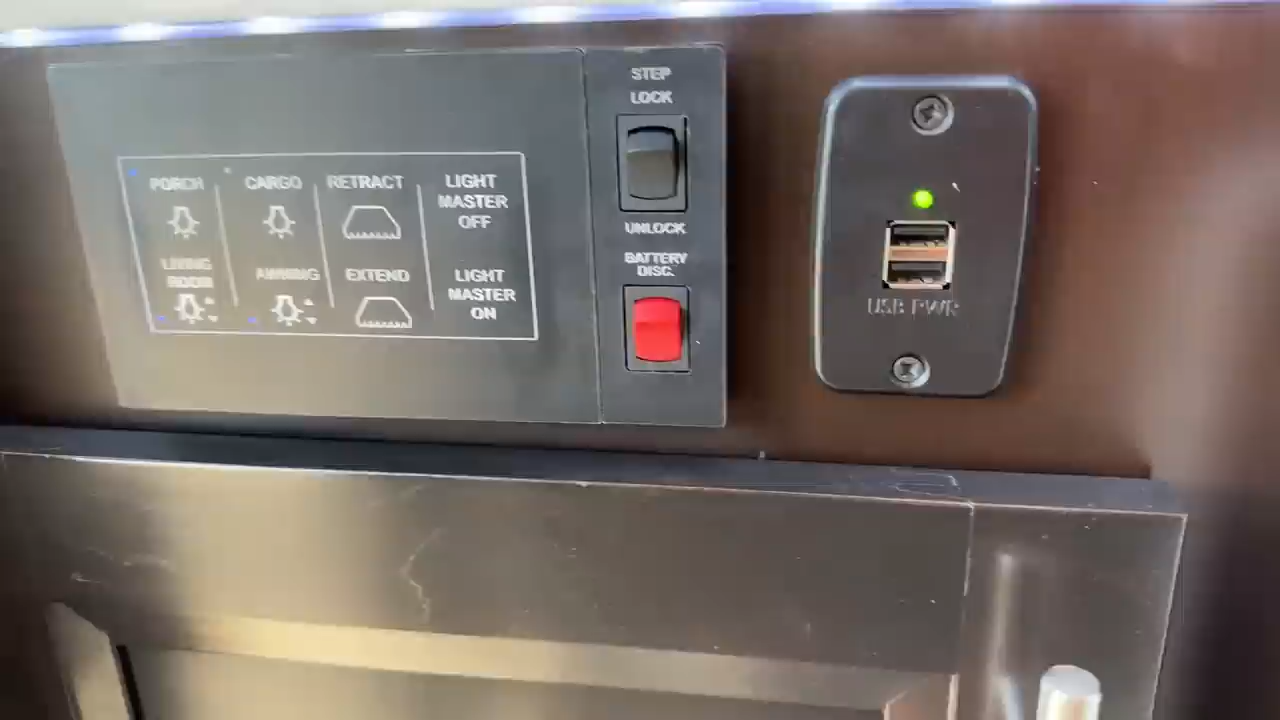 PORCH
CARGO
RETRACT
LIGHT
MASTER
OFF
LIVING
ROOM
AWNING
EXTEND
LIGHT
MASTER
ON
STEP
LOCK
UNLOCK
BATTERY
DISC.
USB PWR